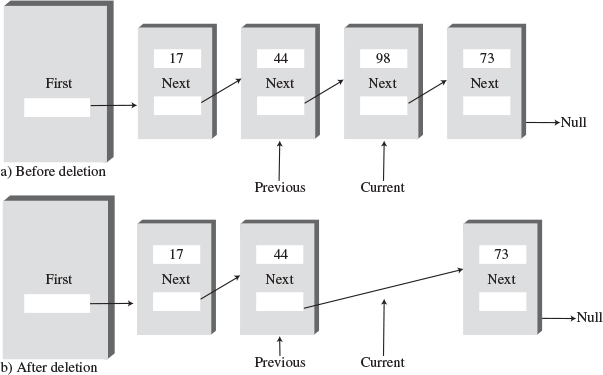 17 44 98 73
First Next Next Next Next
Null
a) Before deletion
Previous Current
17 44 73
First Next Next Next
Null
b) After deletion Previous Current